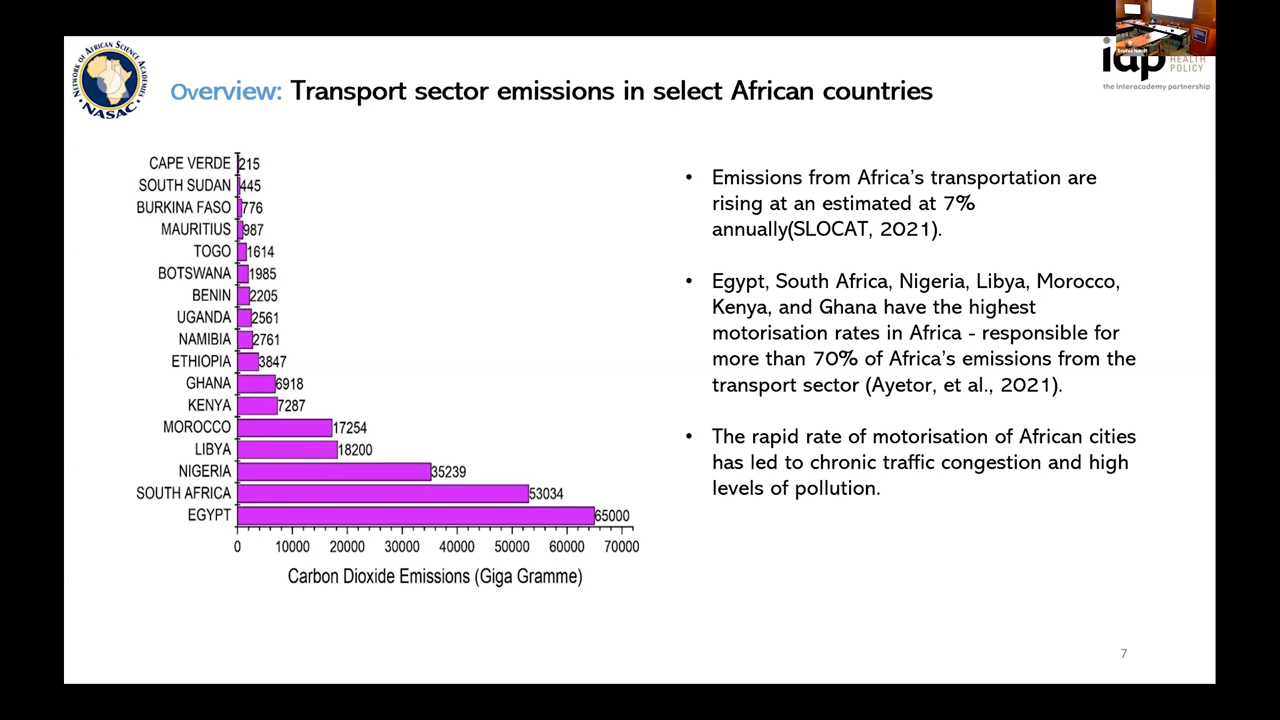 NETWORK OF AFRICAN SCIENCE ACADEMIES
NASAC
Overview: Transport sector emissions in select African countries
Sophia Nordt
iap HEALTH
POLICY
the interacademy partnership
CAPE VERDE 215
SOUTH SUDAN 445
BURKINA FASO 776
MAURITIUS 987
TOGO 1614
BOTSWANA 1985
BENIN 2205
UGANDA 2561
NAMIBIA 2761
ETHIOPIA 3847
GHANA 6918
KENYA 7287
MOROCCO 17254
LIBYA 18200
NIGERIA 35239
SOUTH AFRICA 53034
EGYPT 65000
0 10000 20000 30000 40000 50000 60000 70000
Carbon Dioxide Emissions (Giga Gramme)
• Emissions from Africa’s transportation are
rising at an estimated at 7%
annually(SLOCAT, 2021).
• Egypt, South Africa, Nigeria, Libya, Morocco,
Kenya, and Ghana have the highest
motorisation rates in Africa - responsible for
more than 70% of Africa’s emissions from the
transport sector (Ayetor, et al., 2021).
• The rapid rate of motorisation of African cities
has led to chronic traffic congestion and high
levels of pollution.
7